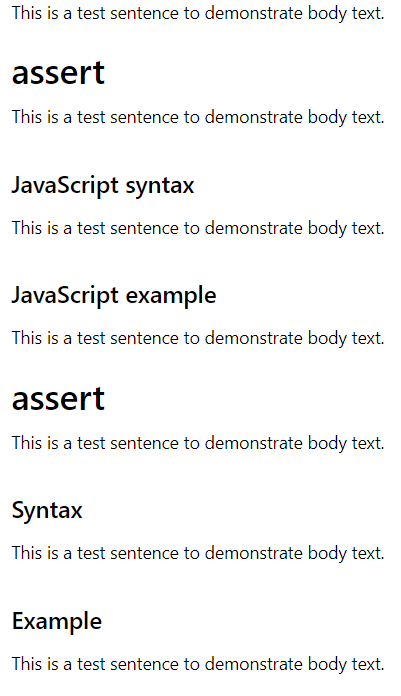 This is a test sentence to demonstrate body text.
assert
This is a test sentence to demonstrate body text.
JavaScript syntax
This is a test sentence to demonstrate body text.
JavaScript example
This is a test sentence to demonstrate body text.
assert
This is a test sentence to demonstrate body text.
Syntax
This is a test sentence to demonstrate body text.
Example
This is a test sentence to demonstrate body text.